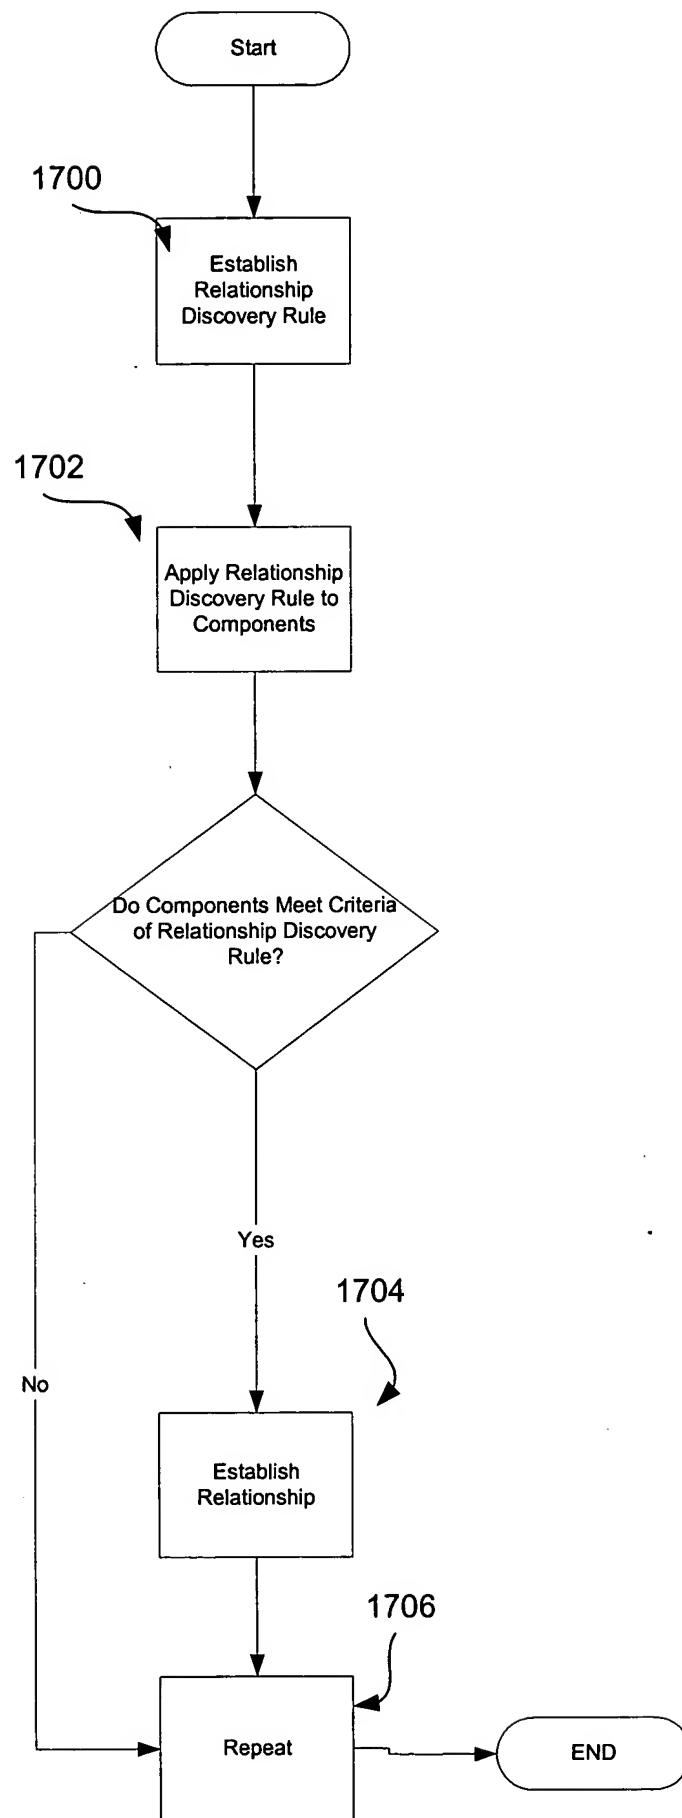 Start
1700
Establish
Relationship
Discovery Rule
1702
Apply Relationship
Discovery Rule to
Components
Do Components Meet Criteria
of Relationship Discovery
Rule?
Yes
1704
No
Establish
Relationship
1706
Repeat
END